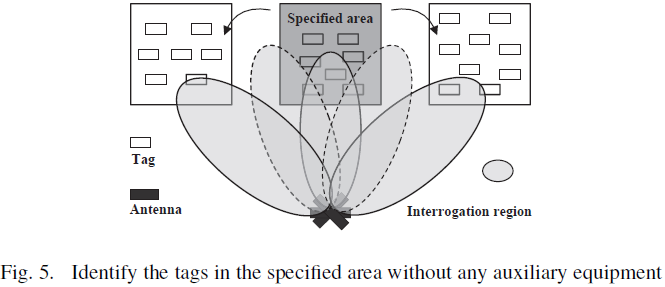 Specified area
Tag
Antenna
Interrogation region
Fig. 5. Identify the tags in the specified area without any auxiliary equipment